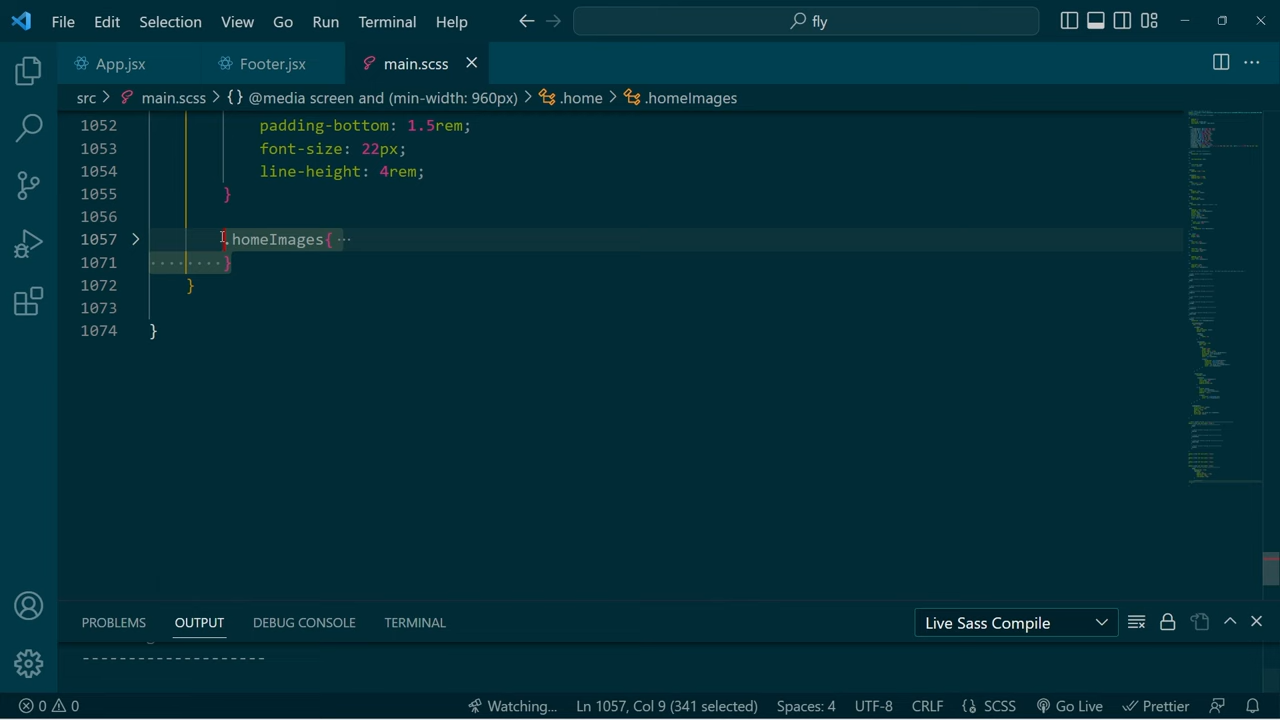 File Edit Selection View Go Run Terminal Help fly
App.jsx Footer.jsx main.scss
src > main.scss > {} @media screen and (min-width: 960px) > .home > .homeImages
1052 padding-bottom: 1.5rem;
1053 font-size: 22px;
1054 line-height: 4rem;
1055 }
1056
1057 .homeImages{ ...
1071 }
1072 }
1073
1074 }
PROBLEMS OUTPUT DEBUG CONSOLE TERMINAL Live Sass Compile
--------------------
0 0 Watching... Ln 1057, Col 9 (341 selected) Spaces: 4 UTF-8 CRLF SCSS Go Live Prettier